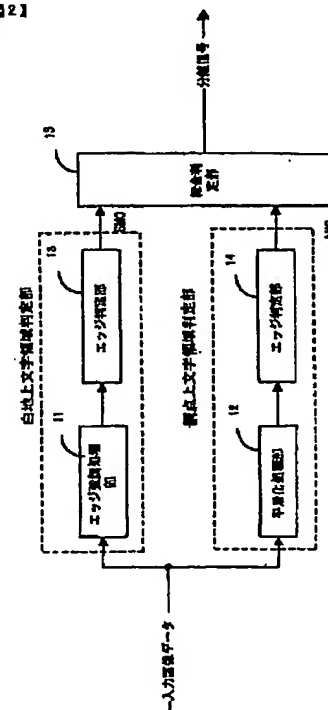 【図2】
分離信号
15
総合判定部
EMO
13
エッジ判定部
白地上文字領域判定部
11
エッジ強調処理部
網点上文字領域判定部
14
エッジ判定部
12
平滑化処理部
入力画像データ